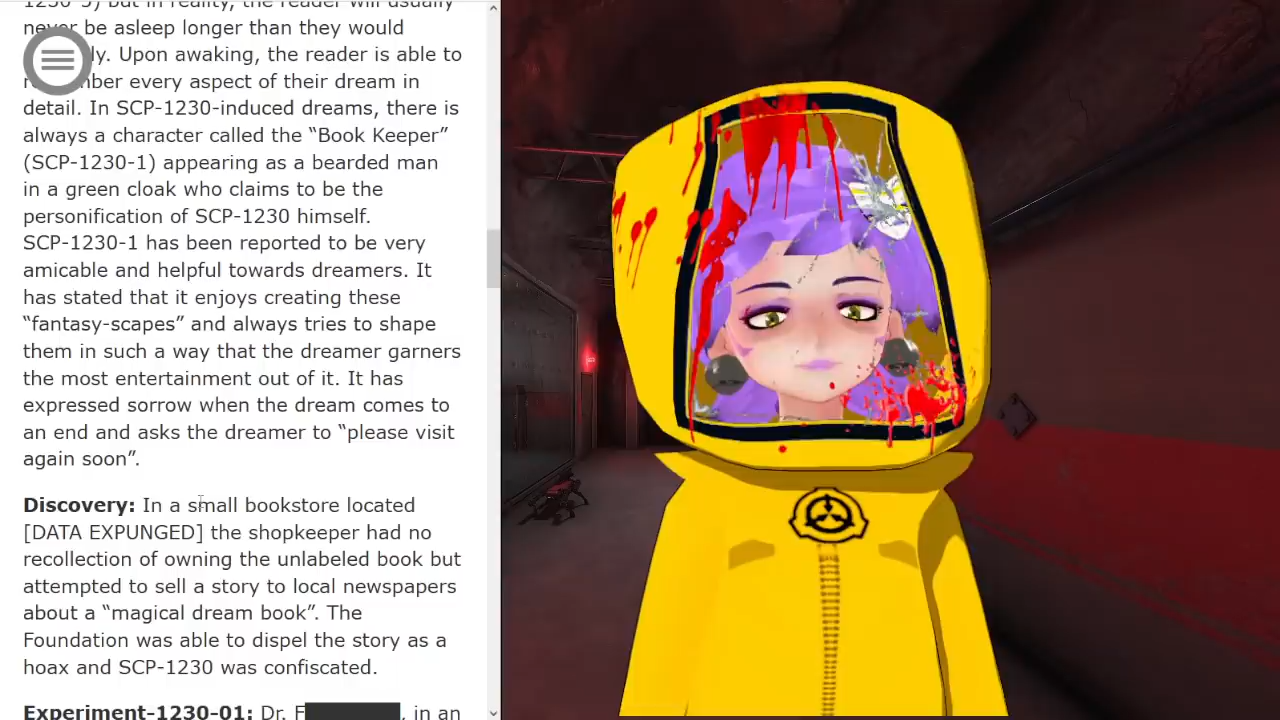 be asleep longer than they would
Upon awaking, the reader is able to
every aspect of their dream in
detail. In SCP-1230-induced dreams, there is
always a character called the “Book Keeper”
(SCP-1230-1) appearing as a bearded man
in a green cloak who claims to be the
personification of SCP-1230 himself.
SCP-1230-1 has been reported to be very
amicable and helpful towards dreamers. It
has stated that it enjoys creating these
“fantasy-scapes” and always tries to shape
them in such a way that the dreamer garners
the most entertainment out of it. It has
expressed sorrow when the dream comes to
an end and asks the dreamer to “please visit
again soon”.
Discovery: In a small bookstore located
[DATA EXPUNGED] the shopkeeper had no
recollection of owning the unlabeled book but
attempted to sell a story to local newspapers
about a “magical dream book”. The
Foundation was able to dispel the story as a
hoax and SCP-1230 was confiscated.
Experiment-1230-01: Dr. F , in an